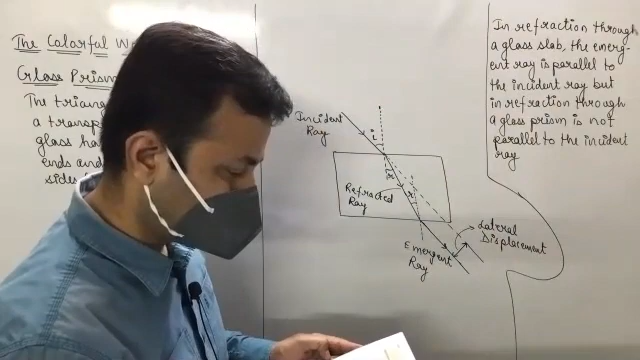 The Colorful W
Glass Prism
The triang
a transp
glass ha
ends and
sides
Incident
Ray
i
r
Refracted
Ray
Emergent
Ray
Lateral
Displacement
In refraction through
a glass slab, the emerg-
ent ray is parallel to
the incident ray but
in refraction through
a glass prism is not
parallel to the incident
ray